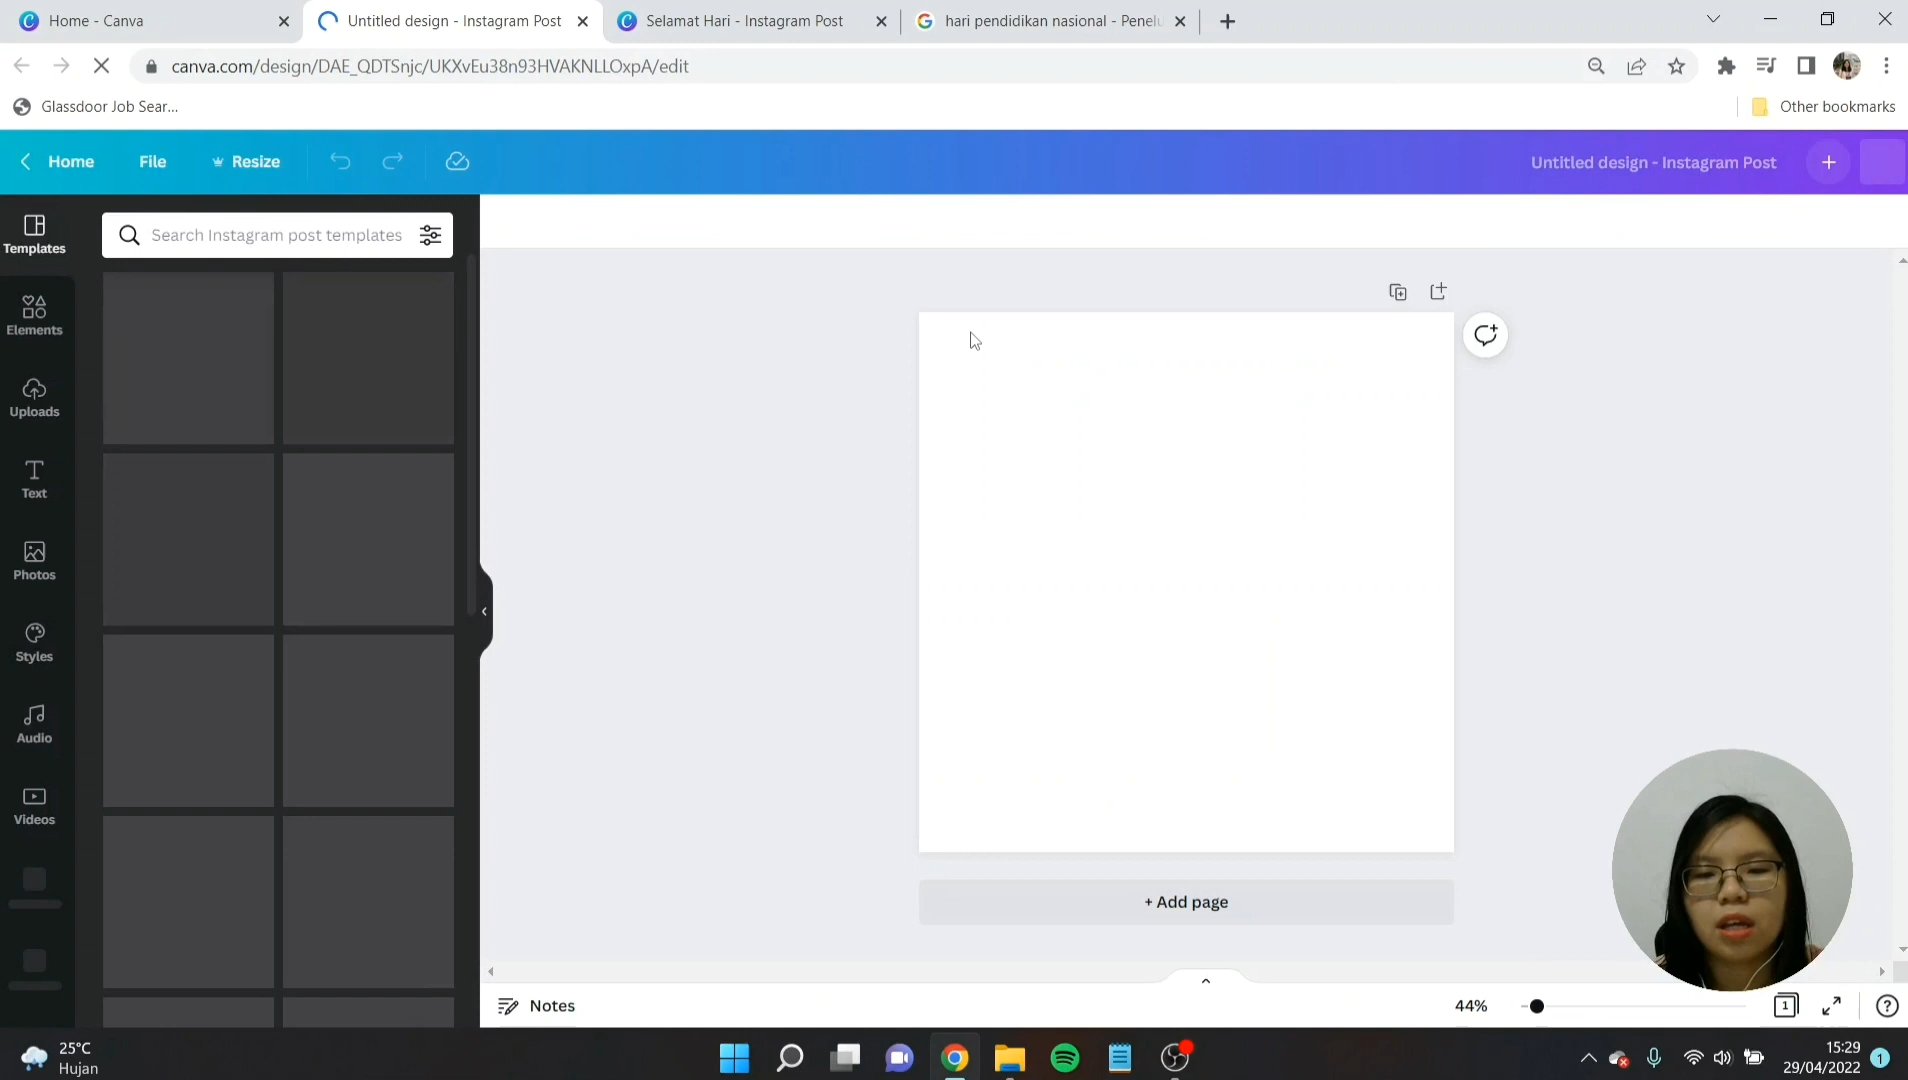 Home - Canva
Untitled design - Instagram Post
Selamat Hari - Instagram Post
hari pendidikan nasional - Penelu
canva.com/design/DAE_QDTSnjc/UKXvEu38n93HVAKNLLOxpA/edit
Glassdoor Job Sear...
Other bookmarks
Home
File
Resize
Untitled design - Instagram Post
Templates
Search Instagram post templates
Elements
Uploads
Text
Photos
Styles
Audio
Videos
+ Add page
Notes
44%
1
25°C
Hujan
15:29
29/04/2022
1